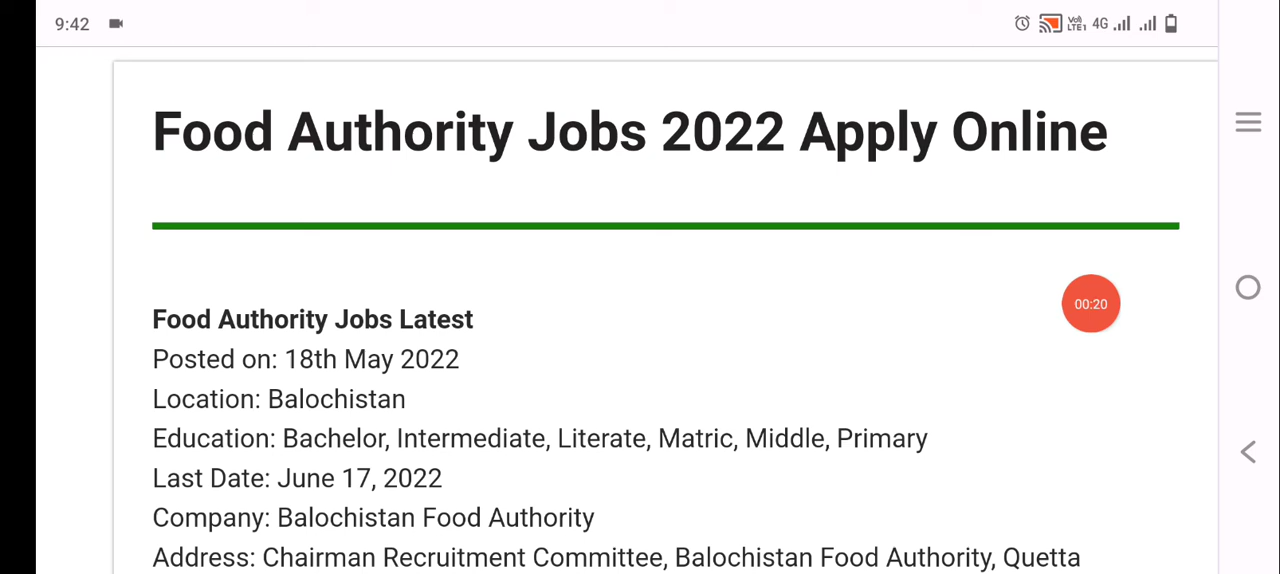 9:42
Vo) LTE1 4G
Food Authority Jobs 2022 Apply Online
00:20
Food Authority Jobs Latest
Posted on: 18th May 2022
Location: Balochistan
Education: Bachelor, Intermediate, Literate, Matric, Middle, Primary
Last Date: June 17, 2022
Company: Balochistan Food Authority
Address: Chairman Recruitment Committee, Balochistan Food Authority, Quetta